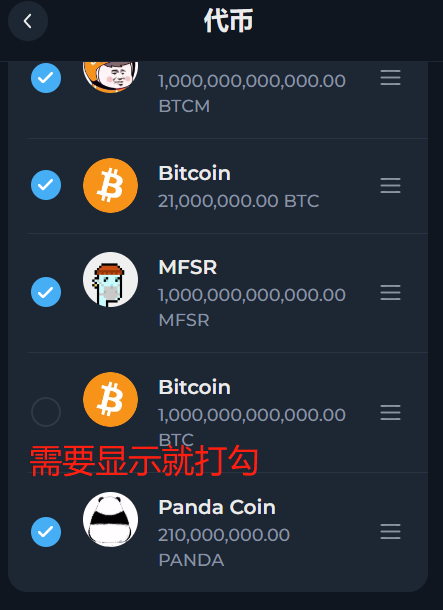 代币
1,000,000,000,000.00
BTCM
Bitcoin
21,000,000.00 BTC
MFSR
1,000,000,000,000.00
MFSR
Bitcoin
1,000,000,000,000.00
BTC
需要显示就打勾
Panda Coin
210,000,000.00
PANDA